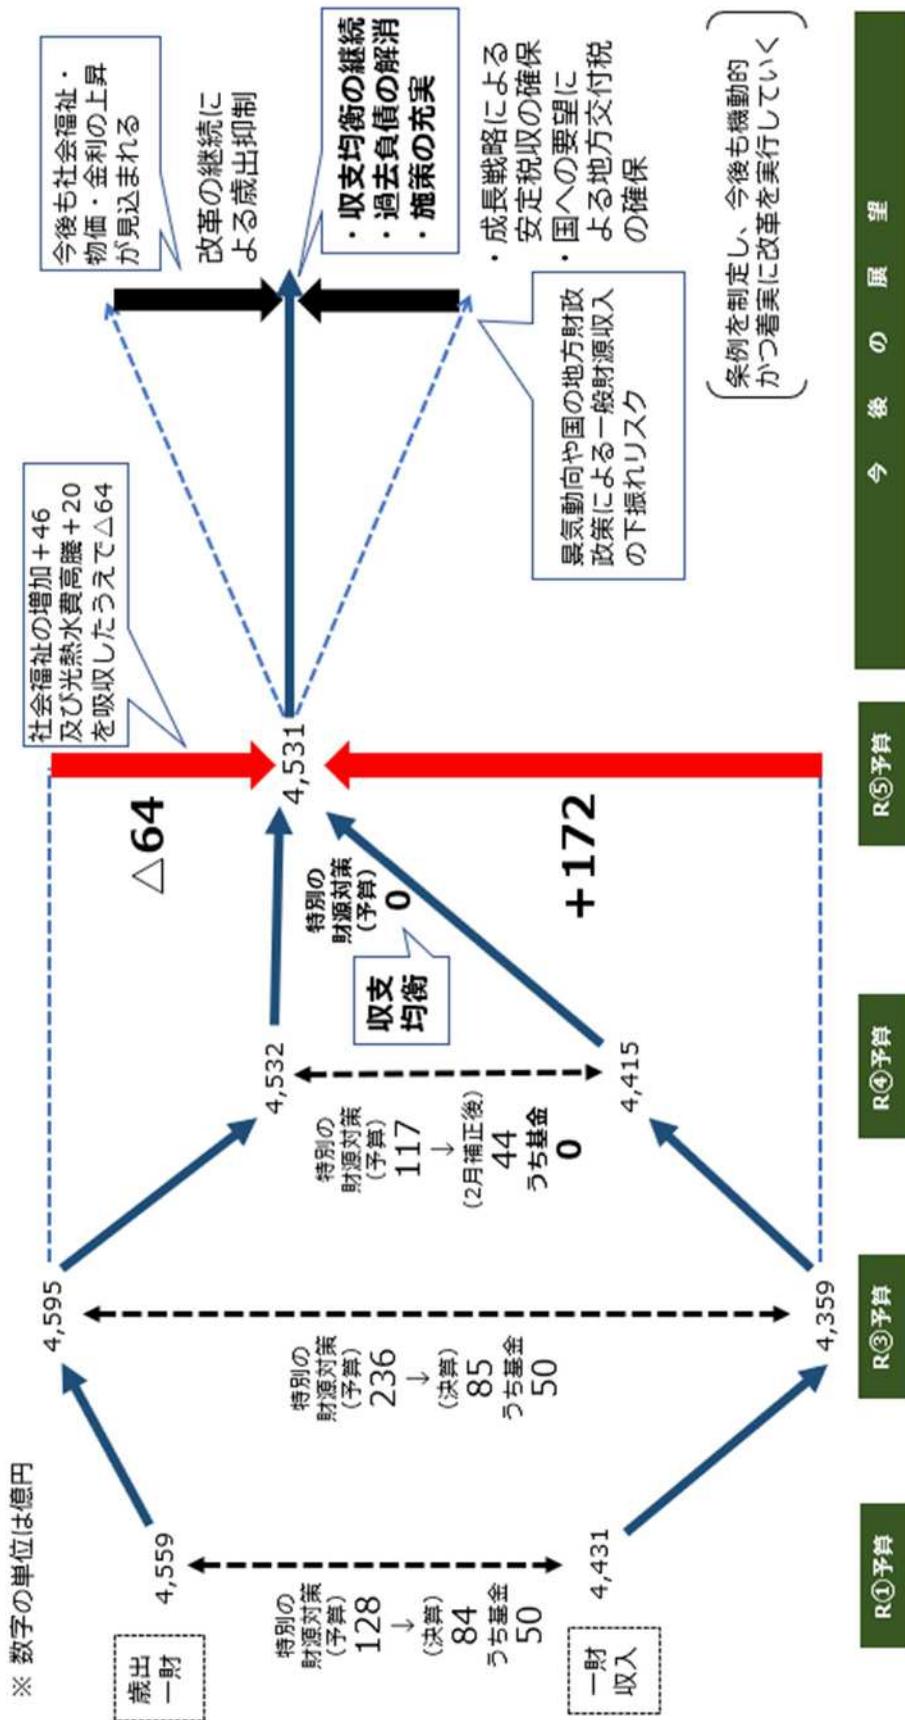 ※ 数字の単位は億円
歳出
一財
4,559
特別の
財源対策
(予算)
128
↓
(決算)
84
うち基金
50
4,431
一財
収入
4,595
特別の
財源対策
(予算)
236
↓
(決算)
85
うち基金
50
4,359
4,532
特別の
財源対策
(予算)
117
↓
(2月補正後)
44
うち基金
0
4,415
収支
均衡
特別の
財源対策
(予算)
0
社会福祉の増加+46
及び光熱水費高騰+20
を吸収したうえで△64
△64
4,531
+172
今後も社会福祉・
物価・金利の上昇
が見込まれる
改革の継続に
よる歳出抑制
・収支均衡の継続
・過去負債の解消
・施策の充実
・成長戦略による
安定税収の確保
・国への要望に
よる地方交付税
の確保
景気動向や国の地方財政
政策による一般財源収入
の下振れリスク
条例を制定し、今後も機動的
かつ着実に改革を実行していく
R①予算
R③予算
R④予算
R⑤予算
今後の展望